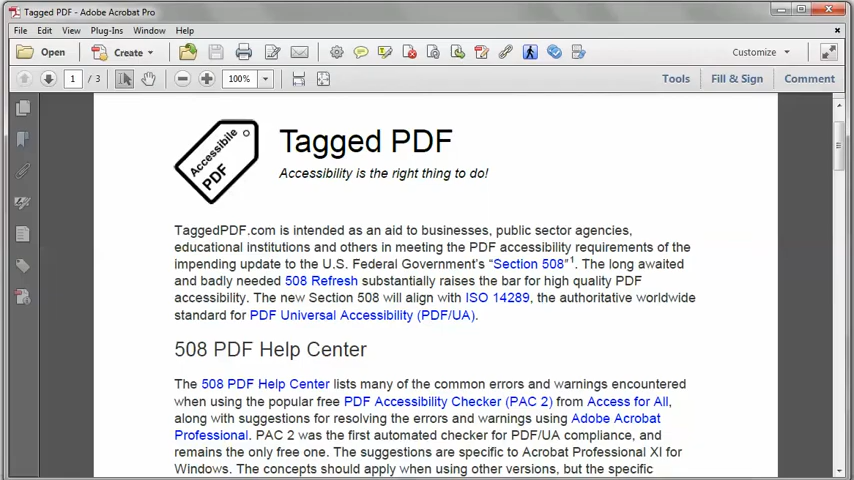 Tagged PDF - Adobe Acrobat Pro
File Edit View Plug-Ins Window Help
Open Create Customize
1 / 3 100% Tools Fill & Sign Comment
Accessibile
PDF
Tagged PDF
Accessibility is the right thing to do!
TaggedPDF.com is intended as an aid to businesses, public sector agencies,
educational institutions and others in meeting the PDF accessibility requirements of the
impending update to the U.S. Federal Government's “Section 508”1. The long awaited
and badly needed 508 Refresh substantially raises the bar for high quality PDF
accessibility. The new Section 508 will align with ISO 14289, the authoritative worldwide
standard for PDF Universal Accessibility (PDF/UA).
508 PDF Help Center
The 508 PDF Help Center lists many of the common errors and warnings encountered
when using the popular free PDF Accessibility Checker (PAC 2) from Access for All,
along with suggestions for resolving the errors and warnings using Adobe Acrobat
Professional. PAC 2 was the first automated checker for PDF/UA compliance, and
remains the only free one. The suggestions are specific to Acrobat Professional XI for
Windows. The concepts should apply when using other versions, but the specific